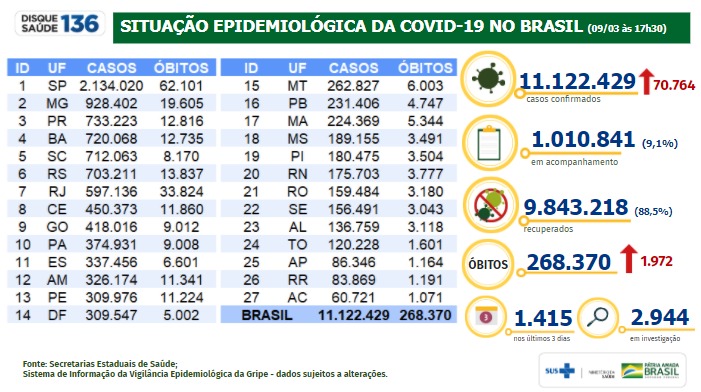 DISQUE SAÚDE 136
SITUAÇÃO EPIDEMIOLÓGICA DA COVID-19 NO BRASIL (09/03 às 17h30)
ID UF CASOS ÓBITOS
1 SP 2.134.020 62.101
2 MG 928.402 19.605
3 PR 733.223 12.816
4 BA 720.068 12.735
5 SC 712.063 8.170
6 RS 703.211 13.837
7 RJ 597.136 33.824
8 CE 450.373 11.860
9 GO 418.016 9.012
10 PA 374.931 9.008
11 ES 337.456 6.601
12 AM 326.174 11.341
13 PE 309.976 11.224
14 DF 309.547 5.002
ID UF CASOS ÓBITOS
15 MT 262.827 6.003
16 PB 231.406 4.747
17 MA 224.369 5.344
18 MS 189.155 3.491
19 PI 180.475 3.504
20 RN 175.703 3.777
21 RO 159.484 3.180
22 SE 156.491 3.043
23 AL 136.759 3.118
24 TO 120.228 1.601
25 AP 86.346 1.164
26 RR 83.869 1.191
27 AC 60.721 1.071
BRASIL 11.122.429 268.370
11.122.429 70.764
casos confirmados
1.010.841 (9,1%)
em acompanhamento
9.843.218 (88,5%)
recuperados
ÓBITOS 268.370 1.972
3 1.415
nos últimos 3 dias
2.944
em investigação
Fonte: Secretarias Estaduais de Saúde;
Sistema de Informação da Vigilância Epidemiológica da Gripe - dados sujeitos a alterações.
SUS
MINISTÉRIO DA SAÚDE
PÁTRIA AMADA
BRASIL